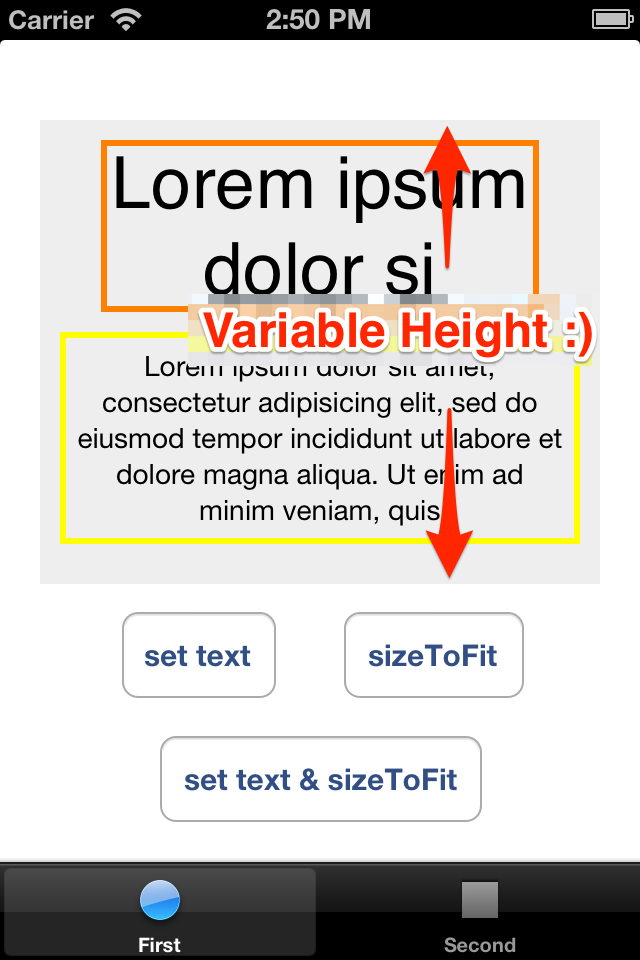 Carrier 2:50 PM
Lorem ipsum
dolor si
Variable Height :)
Lorem ipsum dolor sit amet,
consectetur adipisicing elit, sed do
eiusmod tempor incididunt ut labore et
dolore magna aliqua. Ut enim ad
minim veniam, quis
set text sizeToFit
set text & sizeToFit
First Second